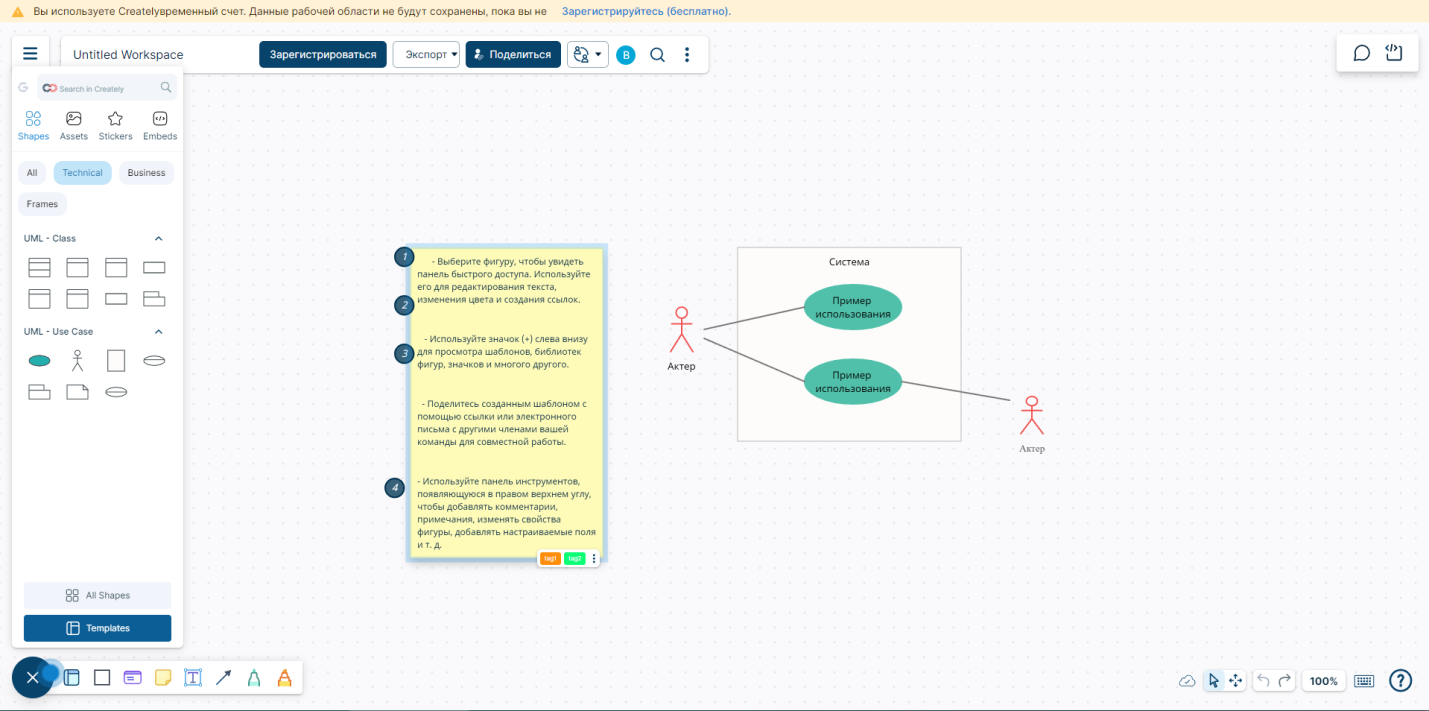 Вы используете Createlyвременный счет. Данные рабочей области не будут сохранены, пока вы не Зарегистрируйтесь (бесплатно).
Untitled Workspace
Зарегистрироваться
Экспорт
Поделиться
B
Search in Creately
Shapes
Assets
Stickers
Embeds
All
Technical
Business
Frames
UML - Class
UML - Use Case
All Shapes
Templates
1
- Выберите фигуру, чтобы увидеть
панель быстрого доступа. Используйте
его для редактирования текста,
изменения цвета и создания ссылок.
2
- Используйте значок (+) слева внизу
для просмотра шаблонов, библиотек
фигур, значков и многого другого.
3
- Поделитесь созданным шаблоном с
помощью ссылки или электронного
письма с другими членами вашей
команды для совместной работы.
4
- Используйте панель инструментов,
появляющуюся в правом верхнем углу,
чтобы добавлять комментарии,
примечания, изменять свойства
фигуры, добавлять настраиваемые поля
и т. д.
tag1
tag2
Система
Пример
использования
Пример
использования
Актер
Актер
T
100%
?